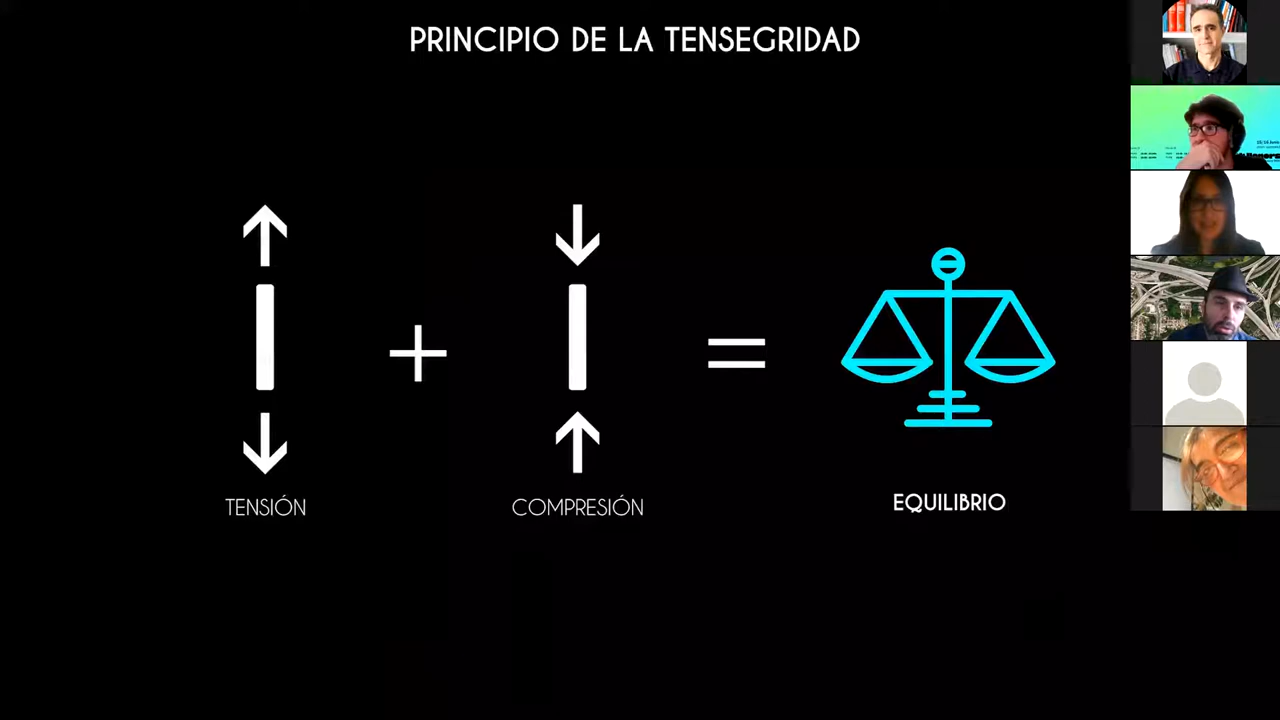 PRINCIPIO DE LA TENSEGRIDAD
TENSIÓN
COMPRESIÓN
EQUILIBRIO